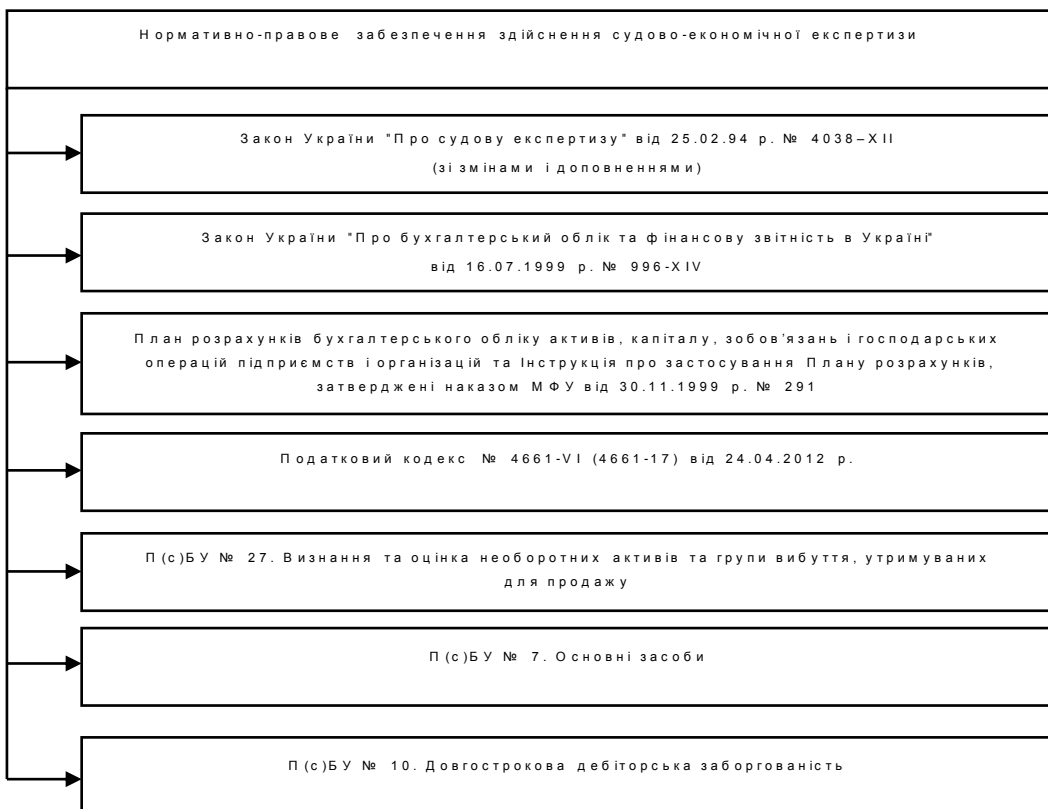 Нормативно-правове забезпечення здійснення судово-економічної експертизи
Закон України "Про судову експертизу" від 25.02.94 р. № 4038–XII
(зі змінами і доповненнями)
Закон України "Про бухгалтерський облік та фінансову звітність в Україні"
від 16.07.1999 р. № 996-XIV
План розрахунків бухгалтерського обліку активів, капіталу, зобов'язань і господарських
операцій підприємств і організацій та Інструкція про застосування Плану розрахунків,
затверджені наказом МФУ від 30.11.1999 р. № 291
Податковий кодекс № 4661-VI (4661-17) від 24.04.2012 р.
П(с)БУ № 27. Визнання та оцінка необоротних активів та групи вибуття, утримуваних
для продажу
П(с)БУ № 7. Основні засоби
П(с)БУ № 10. Довгострокова дебіторська заборгованість